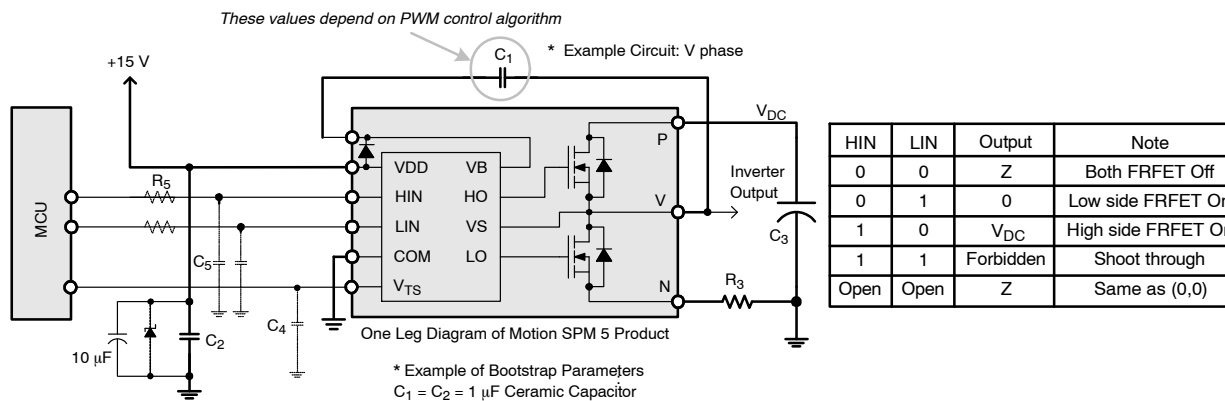 These values depend on PWM control algorithm
C1
* Example Circuit: V phase
+15 V
MCU
R5
C5
C4
10 μF
C2
VDD
HIN
LIN
COM
VTS
VB
HO
VS
LO
P
V
N
VDC
Inverter
Output
C3
R3
One Leg Diagram of Motion SPM 5 Product
* Example of Bootstrap Parameters
C1 = C2 = 1 μF Ceramic Capacitor
HIN LIN Output Note
0 0 Z Both FRFET Off
0 1 0 Low side FRFET
1 0 VDC High side FRFET
1 1 Forbidden Shoot through
Open Open Z Same as (0,0)